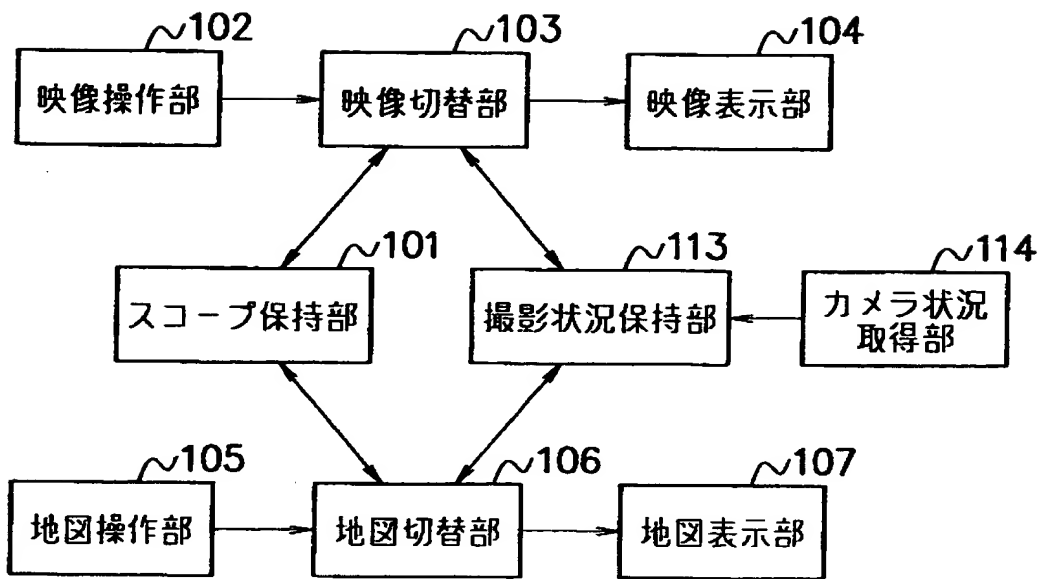 102
103
104
映像操作部
映像切替部
映像表示部
101
113
114
スコープ保持部
撮影状況保持部
カメラ状況
取得部
105
106
107
地図操作部
地図切替部
地図表示部